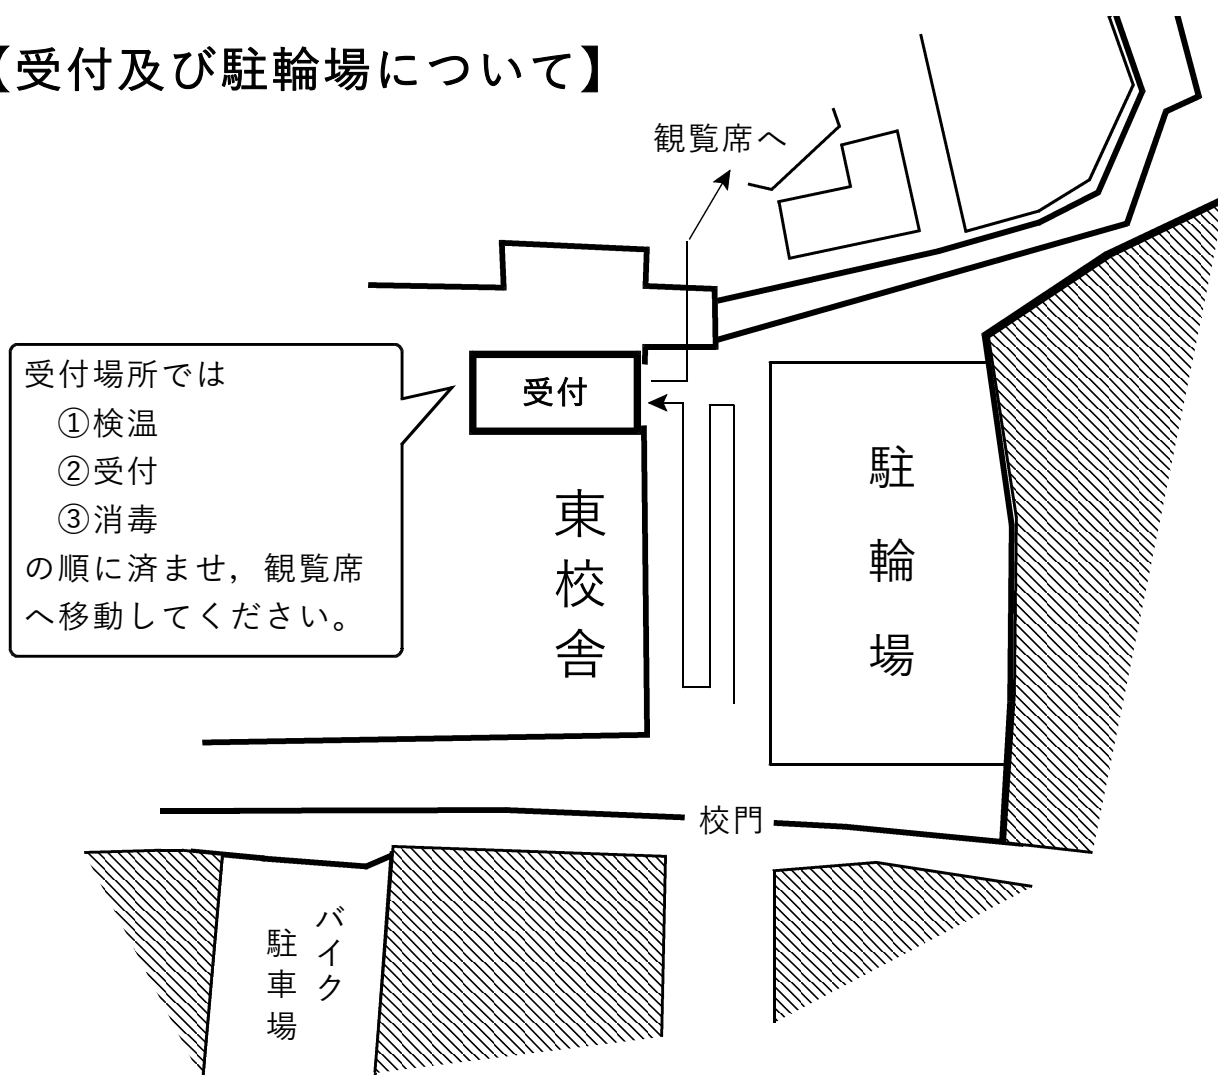 【受付及び駐輪場について】
観覧席へ
受付場所では
①検温
②受付
③消毒
の順に済ませ，観覧席
へ移動してください。
受付
東校舎
駐輪場
校門
バイク
駐車場